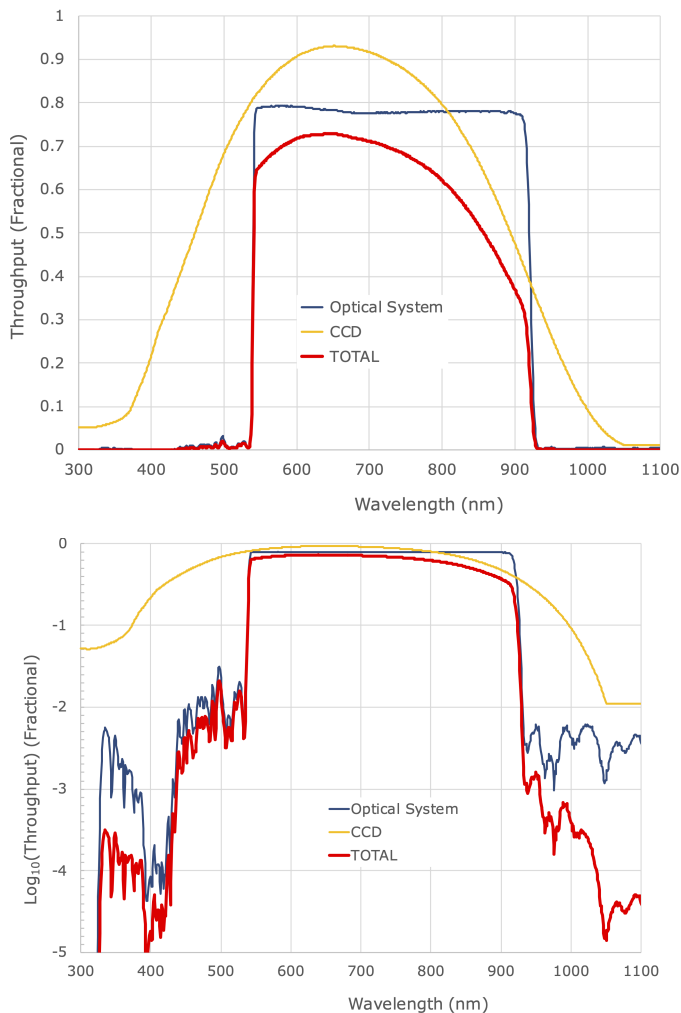 1
0.9
0.8
0.7
0.6
0.5
0.4
0.3
0.2
0.1
0
Throughput (Fractional)
Optical System
CCD
TOTAL
300 400 500 600 700 800 900 1000 1100
Wavelength (nm)
0
-1
-2
-3
-4
-5
Log₁₀(Throughput) (Fractional)
Optical System
CCD
TOTAL
300 400 500 600 700 800 900 1000 1100
Wavelength (nm)